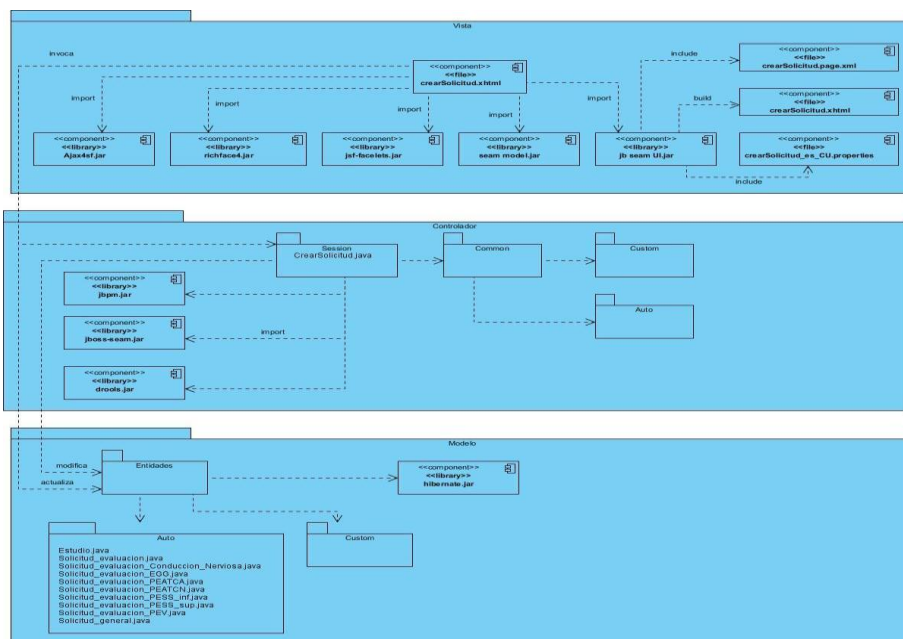 Vista
invoca
<<component>>
<<file>>
crearSolicitud.xhtml
include
<<component>>
<<file>>
crearSolicitud.page.xml
import
import
import
import
import
build
<<component>>
<<file>>
crearSolicitud.xhtml
<<component>>
<<library>>
Ajax4sf.jar
<<component>>
<<library>>
richface4.jar
<<component>>
<<library>>
jsf-fscelets.jar
<<component>>
<<library>>
seam model.jar
<<component>>
<<library>>
jb seam UI.jar
<<component>>
<<file>>
crearSolicitud_es_CU.properties
include
Controlador
Session
CrearSolicitud.java
Common
Custom
Auto
<<component>>
<<library>>
jbpm.jar
<<component>>
<<library>>
jboss-seam.jar
import
<<component>>
<<library>>
drools.jar
Modelo
modifica
actualiza
Entidades
<<component>>
<<library>>
hibernate.jar
Auto
Estudio.java
Solicitud_evaluacion.java
Solicitud_evaluacion_Conduccion_Nerviosa.java
Solicitud_evaluacion_EGG.java
Solicitud_evaluacion_PEATCA.java
Solicitud_evaluacion_PEATCN.java
Solicitud_evaluacion_PESS_inf.java
Solicitud_evaluacion_PESS_sup.java
Solicitud_evaluacion_PEV.java
Solicitud_general.java
Custom